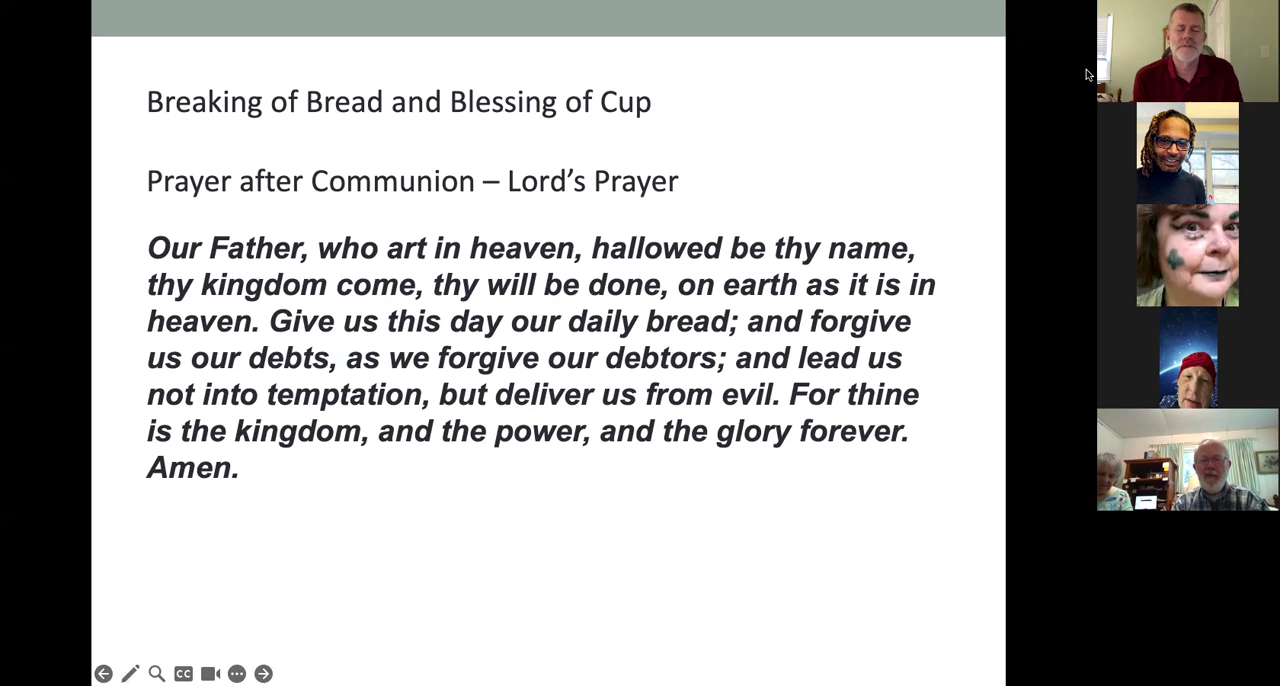 Breaking of Bread and Blessing of Cup
Prayer after Communion – Lord's Prayer
Our Father, who art in heaven, hallowed be thy name,
thy kingdom come, thy will be done, on earth as it is in
heaven. Give us this day our daily bread; and forgive
us our debts, as we forgive our debtors; and lead us
not into temptation, but deliver us from evil. For thine
is the kingdom, and the power, and the glory forever.
Amen.
CC